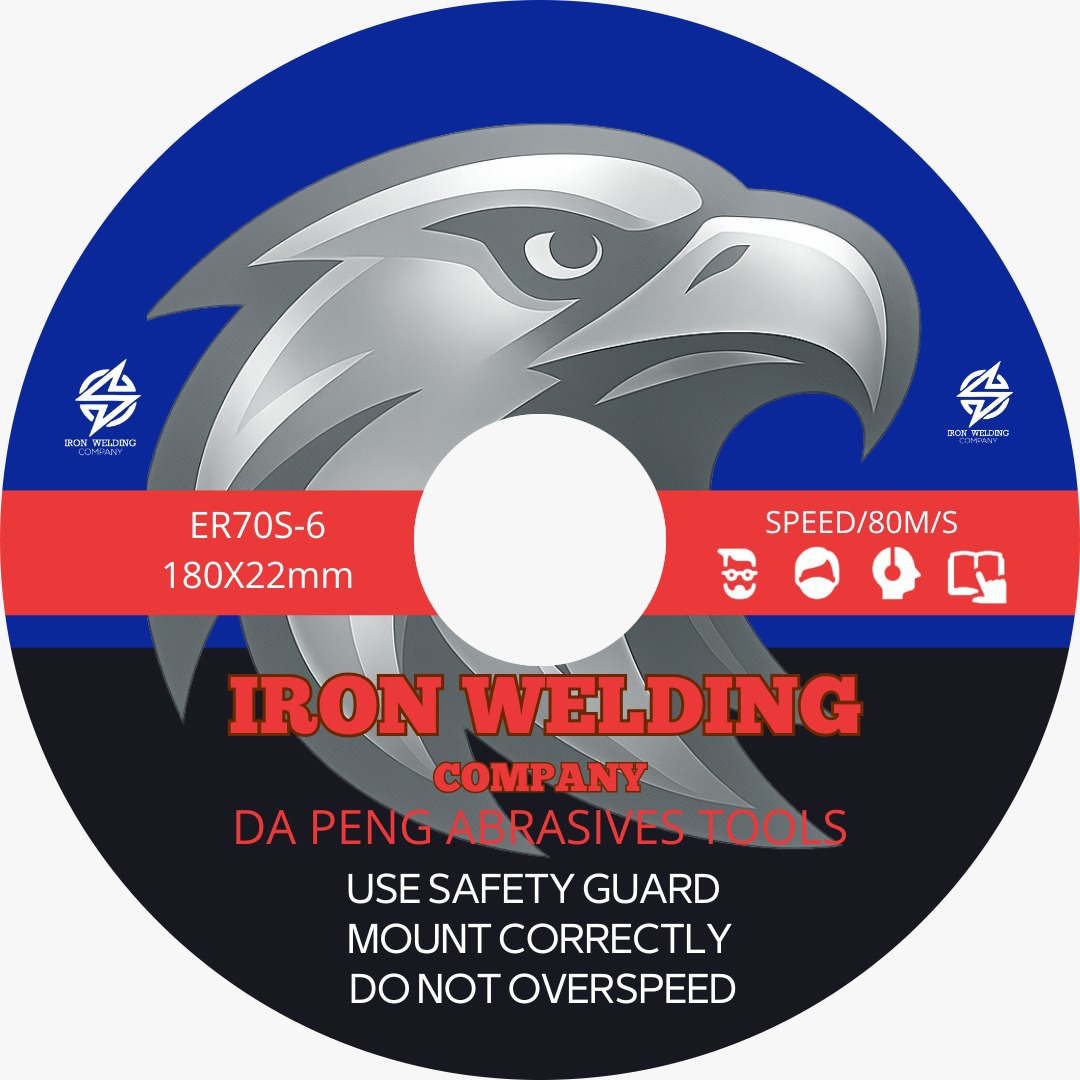 IRON WELDING
COMPANY
IRON WELDING
COMPANY
ER70S-6
180X22mm
SPEED/80M/S
IRON WELDING
COMPANY
DA PENG ABRASIVES TOOLS
USE SAFETY GUARD
MOUNT CORRECTLY
DO NOT OVERSPEED